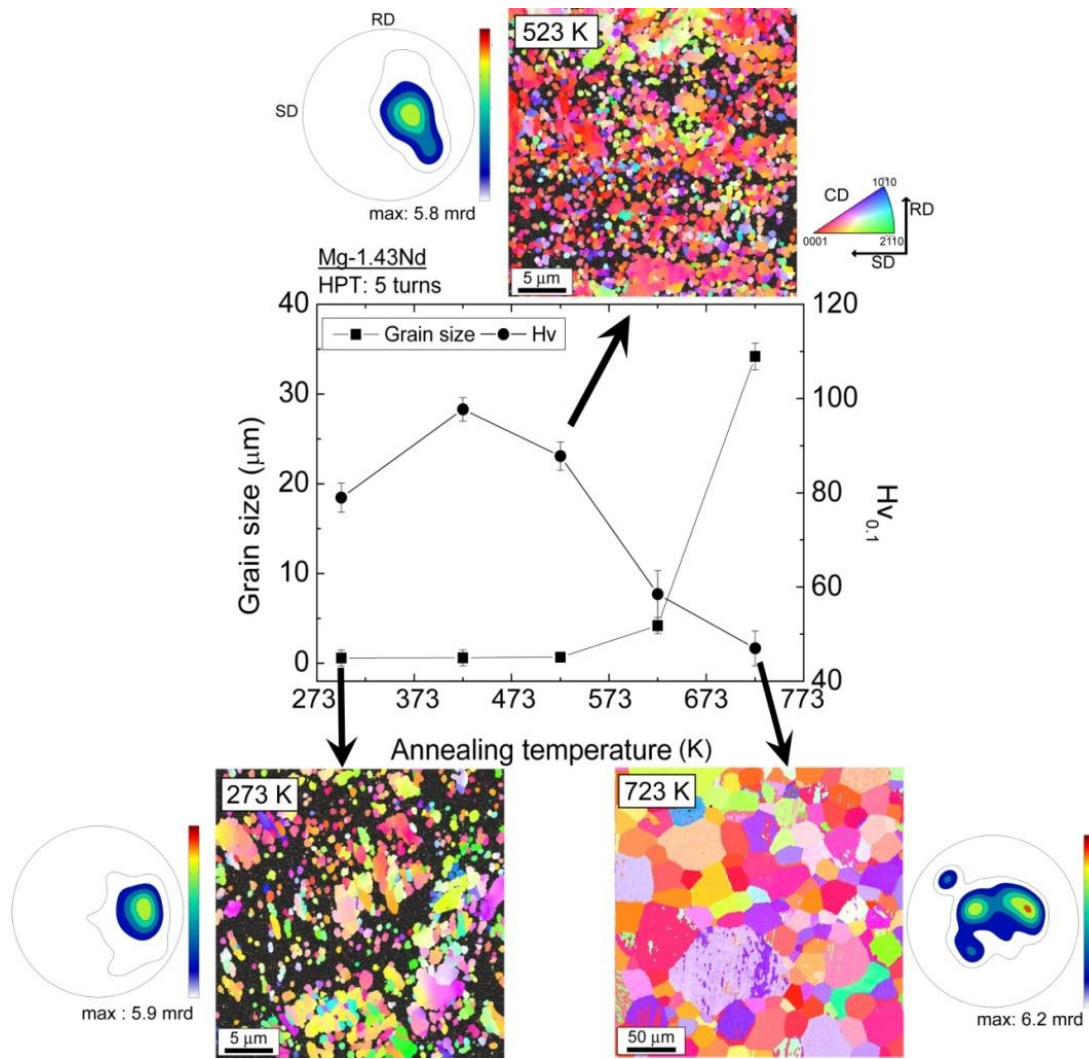 RD
SD
max: 5.8 mrd
523 K
5 μm
CD
10̄10
0001
2110
RD
SD
Mg-1.43Nd
HPT: 5 turns
Grain size
Hv
40
30
20
10
0
Grain size (μm)
120
100
80
60
40
Hv0.1
273
373
473
573
673
773
Annealing temperature (K)
273 K
5 μm
max : 5.9 mrd
723 K
50 μm
max: 6.2 mrd